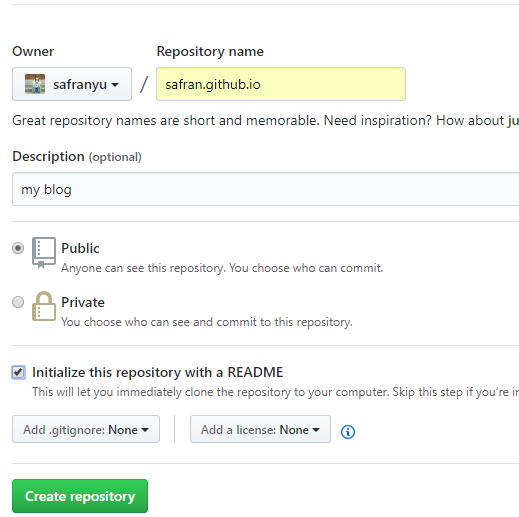 Owner Repository name
safranyu / safran.github.io
Great repository names are short and memorable. Need inspiration? How about
Description (optional)
my blog
Public
Anyone can see this repository. You choose who can commit.
Private
You choose who can see and commit to this repository.
Initialize this repository with a README
This will let you immediately clone the repository to your computer. Skip this step if you're
Add .gitignore: None Add a license: None
Create repository